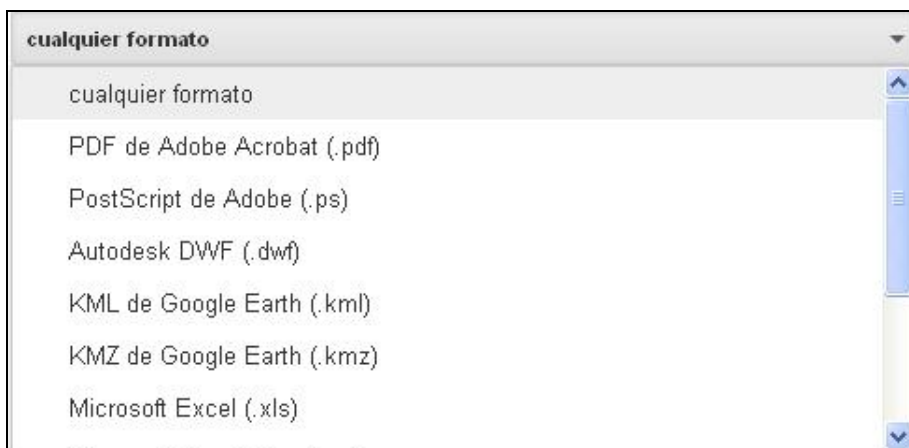 cualquier formato
cualquier formato
PDF de Adobe Acrobat (.pdf)
PostScript de Adobe (.ps)
Autodesk DWF (.dwf)
KML de Google Earth (.kml)
KMZ de Google Earth (.kmz)
Microsoft Excel (.xls)